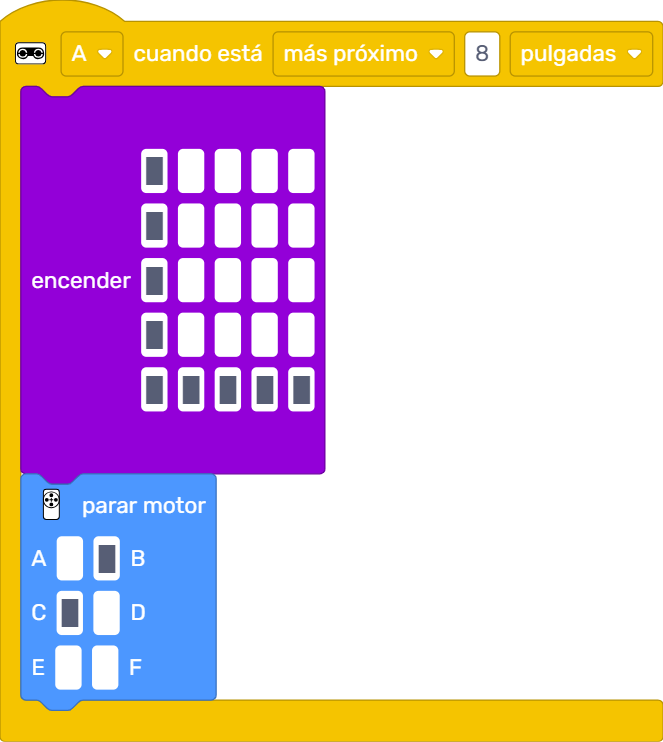 A cuando está más próximo 8 pulgadas
encender
parar motor
A B
C D
E F